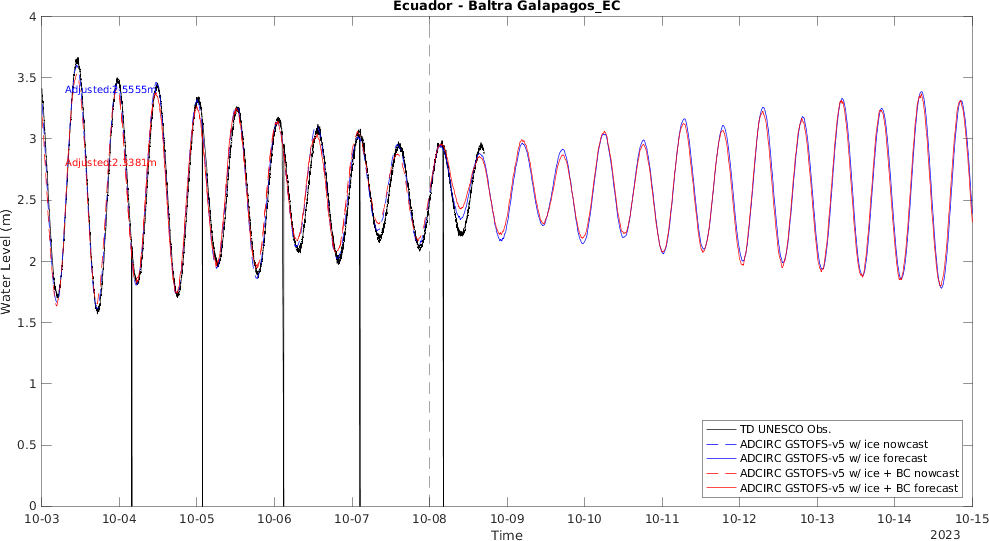 Ecuador - Baltra Galapagos_EC
4
3.5
3
2.5
2
1.5
1
0.5
0
Water Level (m)
Adjusted:2.5555m
Adjusted:2.5381m
TD UNESCO Obs.
ADCIRC GSTOFS-v5 w/ ice nowcast
ADCIRC GSTOFS-v5 w/ ice forecast
ADCIRC GSTOFS-v5 w/ ice + BC nowcast
ADCIRC GSTOFS-v5 w/ ice + BC forecast
10-03 10-04 10-05 10-06 10-07 10-08 10-09 10-10 10-11 10-12 10-13 10-14 10-15
Time
2023